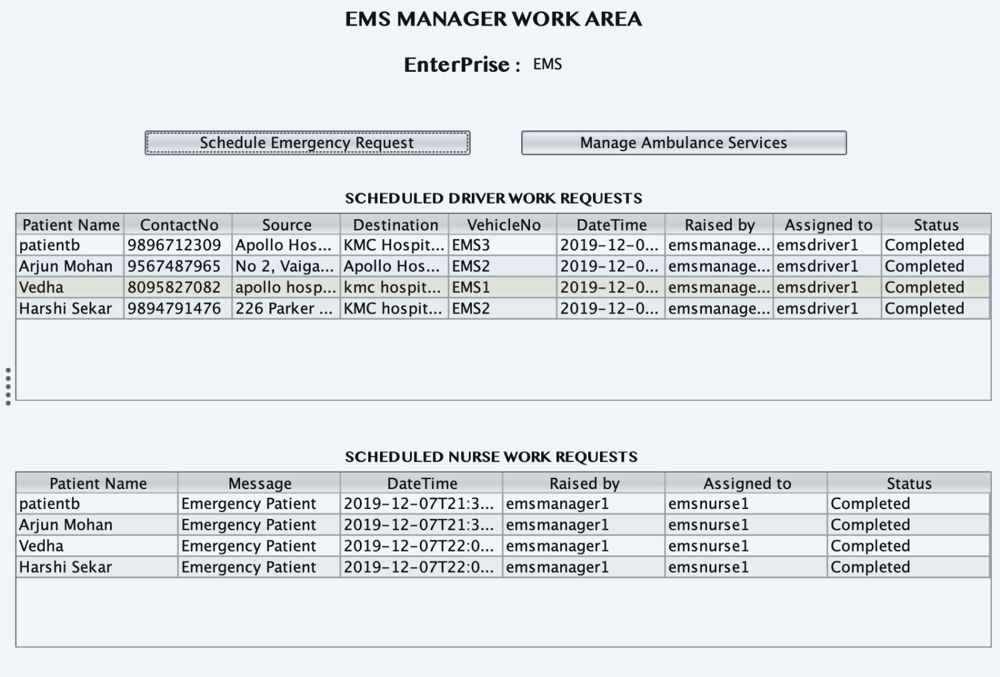 EMS MANAGER WORK AREA
EnterPrise : EMS
Schedule Emergency Request Manage Ambulance Services
SCHEDULED DRIVER WORK REQUESTS
Patient Name ContactNo Source Destination VehicleNo DateTime Raised by Assigned to Status
patientb 9896712309 Apollo Hos... KMC Hospit... EMS3 2019-12-0... emsmanage... emsdriver1 Completed
Arjun Mohan 9567487965 No 2, Vaiga... Apollo Hos... EMS2 2019-12-0... emsmanage... emsdriver1 Completed
Vedha 8095827082 apollo hosp... kmc hospit... EMS1 2019-12-0... emsmanage... emsdriver1 Completed
Harshi Sekar 9894791476 226 Parker ... KMC hospit... EMS2 2019-12-0... emsmanage... emsdriver1 Completed
SCHEDULED NURSE WORK REQUESTS
Patient Name Message DateTime Raised by Assigned to Status
patientb Emergency Patient 2019-12-07T21:3... emsmanager1 emsnurse1 Completed
Arjun Mohan Emergency Patient 2019-12-07T21:3... emsmanager1 emsnurse1 Completed
Vedha Emergency Patient 2019-12-07T22:0... emsmanager1 emsnurse1 Completed
Harshi Sekar Emergency Patient 2019-12-07T22:0... emsmanager1 emsnurse1 Completed